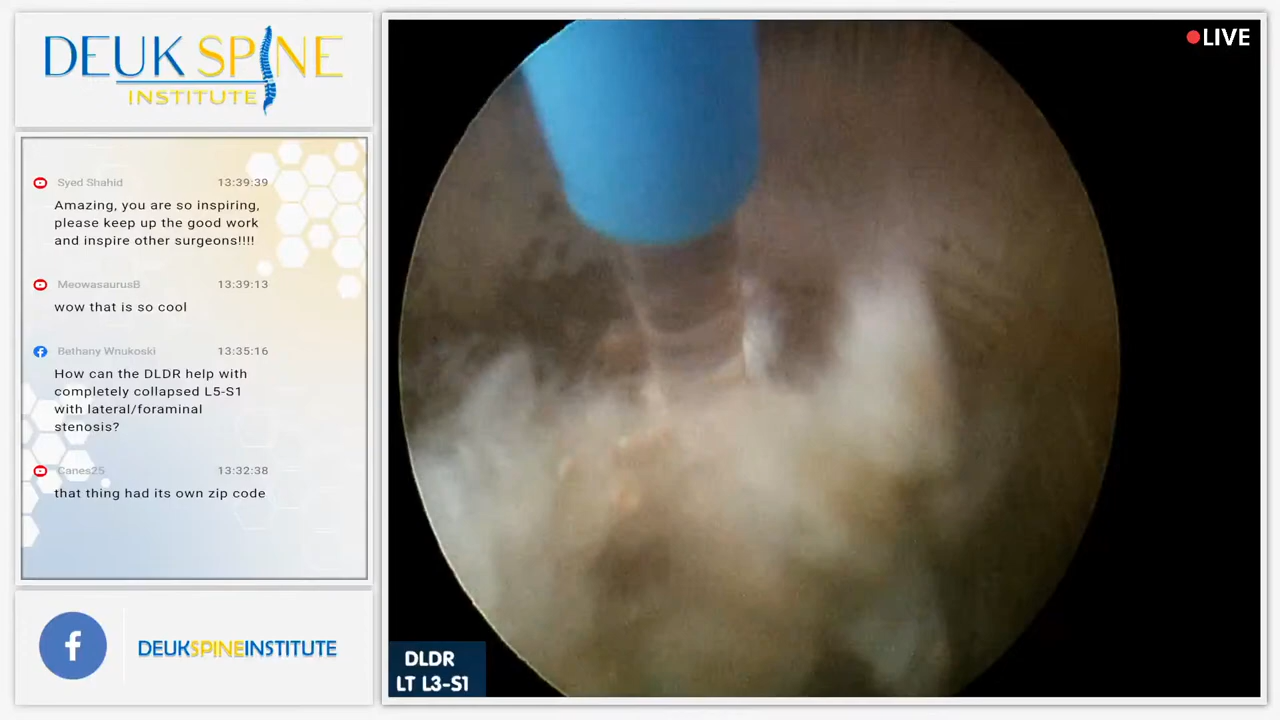 DEUK SPINE
INSTITUTE
Syed Shahid 13:39:39
Amazing, you are so inspiring,
please keep up the good work
and inspire other surgeons!!!!
Meowasaurus8 13:39:13
wow that is so cool
Bethany Wnukoski 13:35:16
How can the DLDR help with
completely collapsed L5-S1
with lateral/foraminal
stenosis?
Canes25 13:32:38
that thing had its own zip code
f
DEUKSPINEINSTITUTE
LIVE
DLDR
LT L3-S1